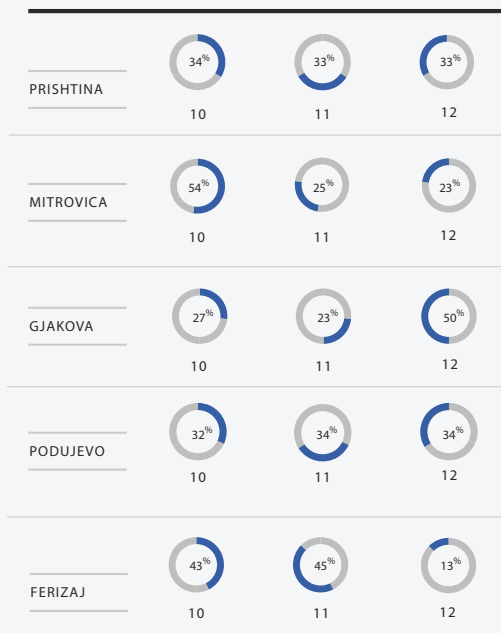 34% 33% 33%
PRISHTINA
10 11 12
54% 25% 23%
MITROVICA
10 11 12
27% 23% 50%
GJAKOVA
10 11 12
32% 34% 34%
PODUJEVO
10 11 12
43% 45% 13%
FERIZAJ
10 11 12